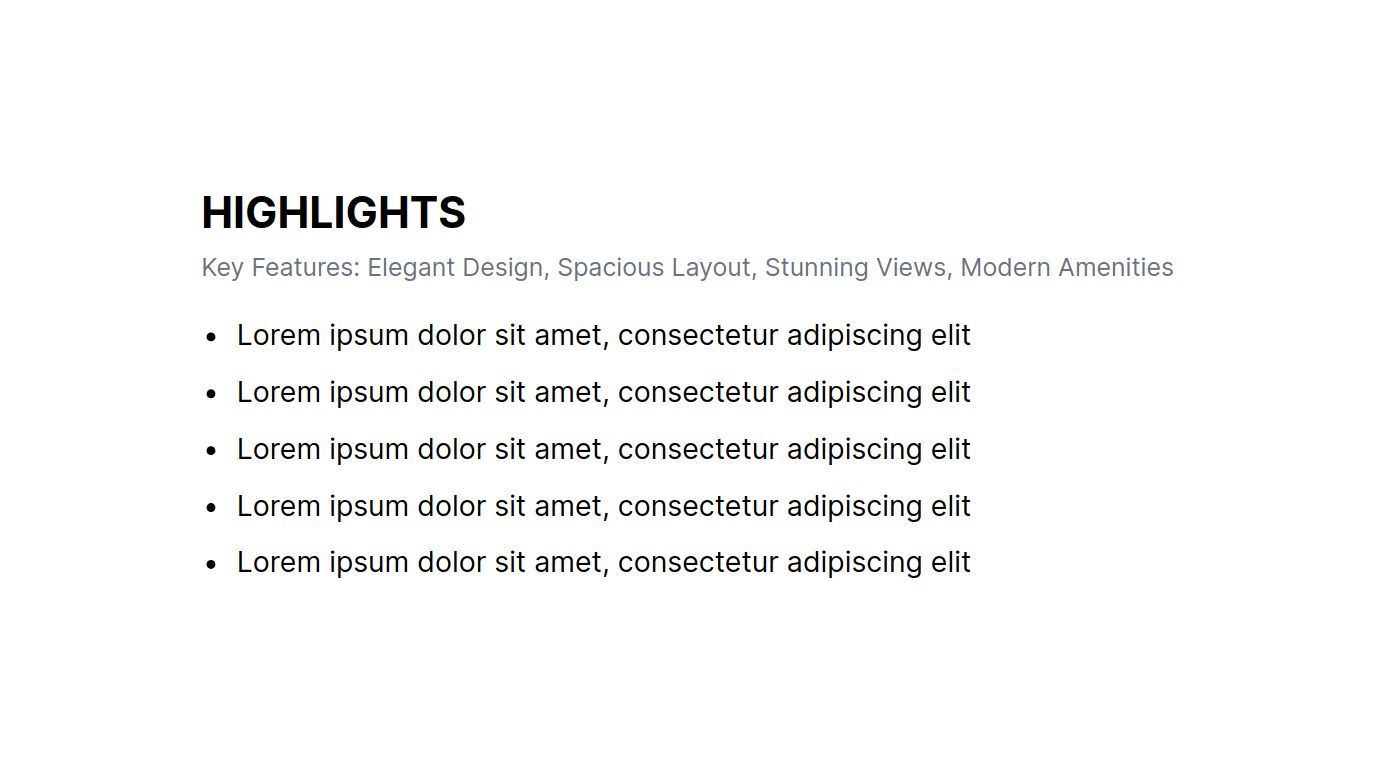 HIGHLIGHTS
Key Features: Elegant Design, Spacious Layout, Stunning Views, Modern Amenities
• Lorem ipsum dolor sit amet, consectetur adipiscing elit
• Lorem ipsum dolor sit amet, consectetur adipiscing elit
• Lorem ipsum dolor sit amet, consectetur adipiscing elit
• Lorem ipsum dolor sit amet, consectetur adipiscing elit
• Lorem ipsum dolor sit amet, consectetur adipiscing elit